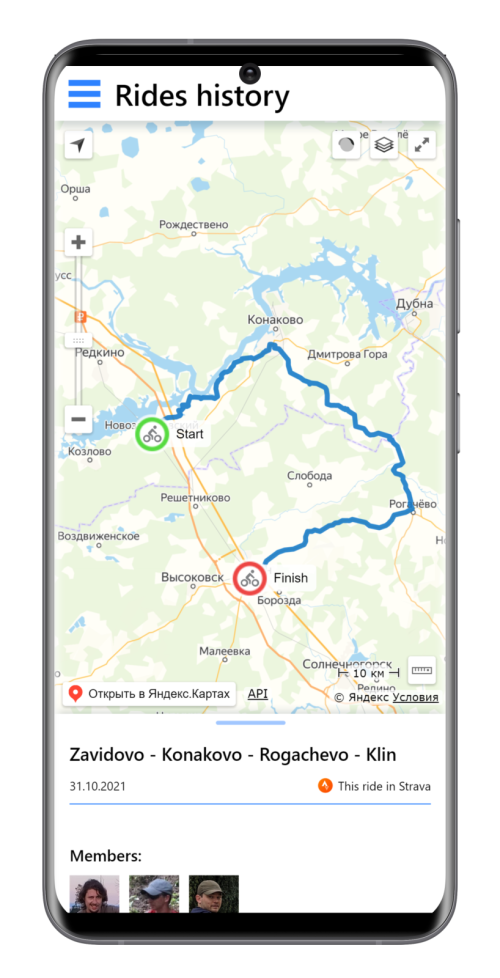 Rides history
Орша
Рождествено
Дубна
Конаково
Редкино
Дмитрова Гора
Start
Козлово
Слобода
Решетниково
Рогачёво
Воздвиженское
Высоковск
Finish
Борозда
Малеевка
Солнечногорск
10 км
Открыть в Яндекс.Картах API
© Яндекс Условия
Zavidovo - Konakovo - Rogachevo - Klin
31.10.2021 This ride in Strava
Members: